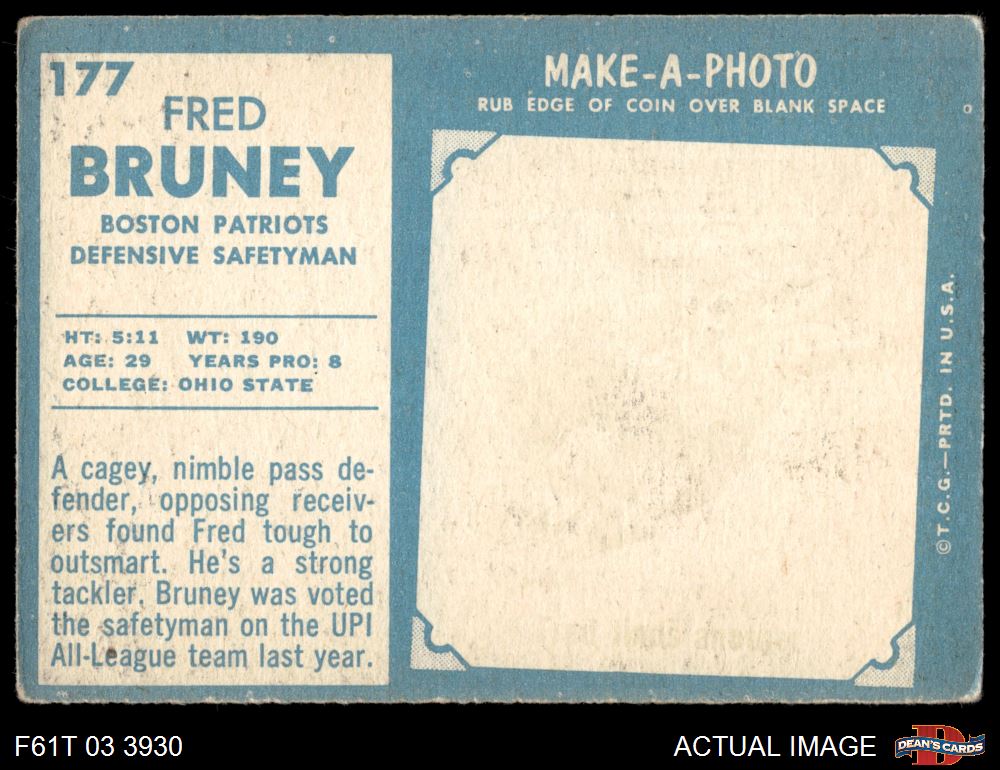 177
FRED
BRUNEY
BOSTON PATRIOTS
DEFENSIVE SAFETYMAN
HT: 5:11 WT: 190
AGE: 29 YEARS PRO: 8
COLLEGE: OHIO STATE
A cagey, nimble pass de-
fender, opposing receiv-
ers found Fred tough to
outsmart. He's a strong
tackler. Bruney was voted
the safetyman on the UPI
All-League team last year.
MAKE-A-PHOTO
RUB EDGE OF COIN OVER BLANK SPACE
©T.C.G.—PRTD. IN U.S.A.
F61T 03 3930
ACTUAL IMAGE
D
DEAN'S CARDS